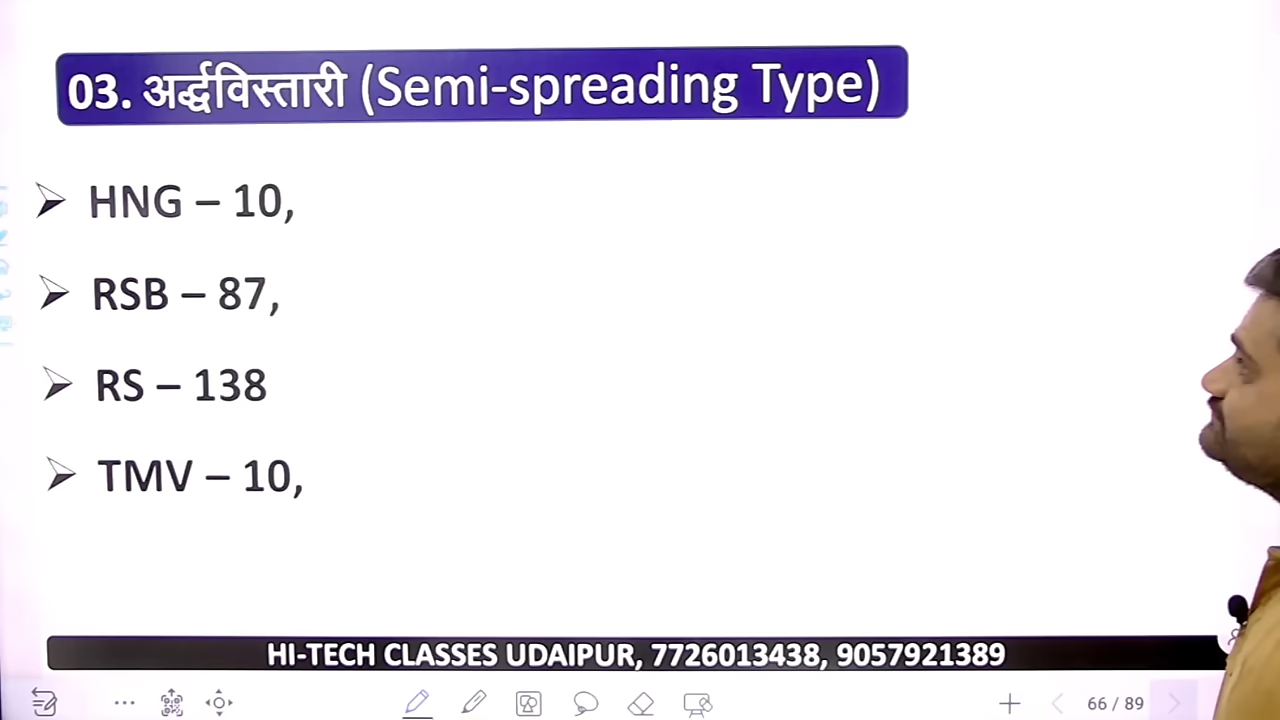 03. अर्द्धविस्तारी (Semi-spreading Type)
➢ HNG – 10,
➢ RSB – 87,
➢ RS – 138
➢ TMV – 10,
HI-TECH CLASSES UDAIPUR, 7726013438, 9057921389
66 / 89